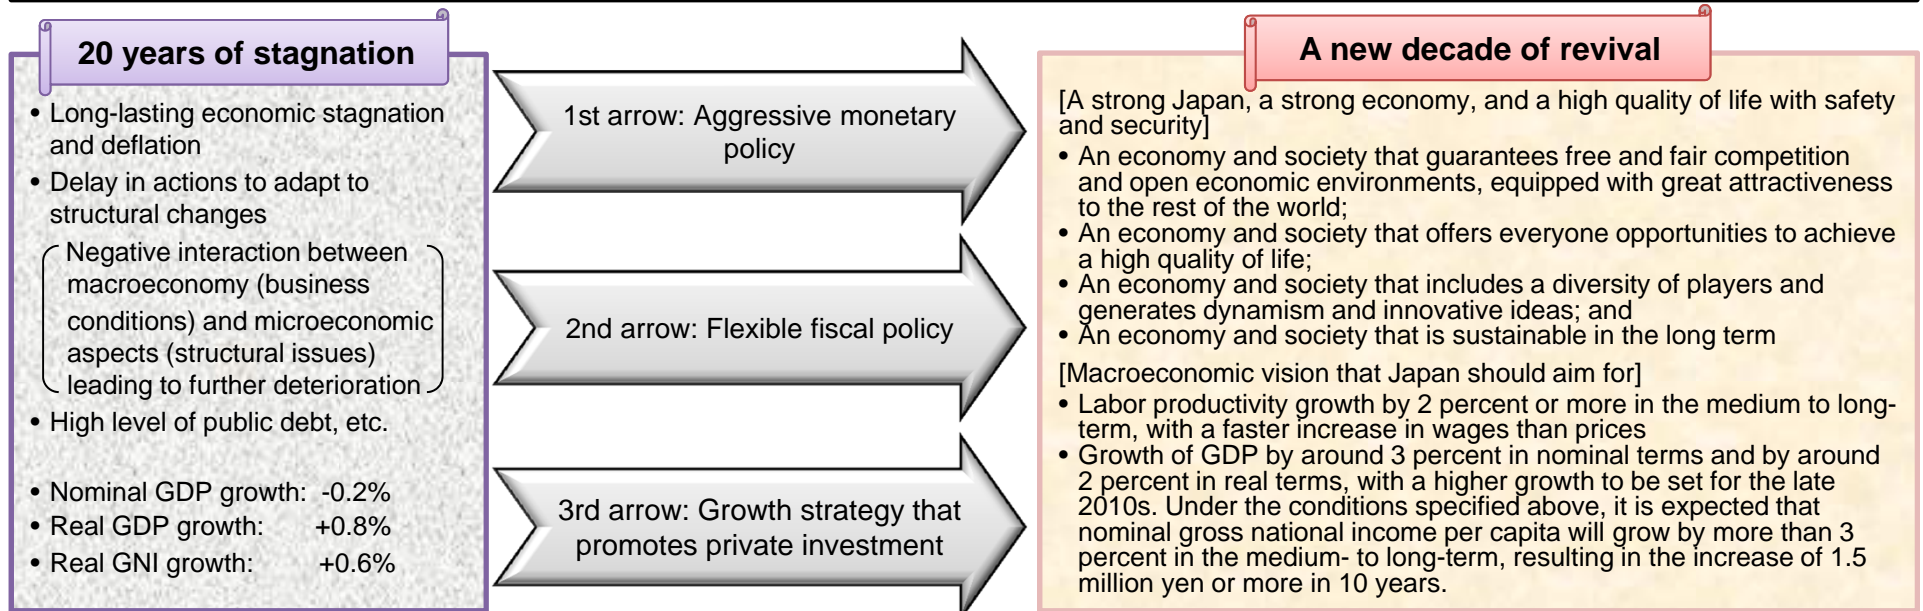 20 years of stagnation
• Long-lasting economic stagnation
and deflation
• Delay in actions to adapt to
structural changes
Negative interaction between
macroeconomy (business
conditions) and microeconomic
aspects (structural issues)
leading to further deterioration
• High level of public debt, etc.
• Nominal GDP growth: -0.2%
• Real GDP growth: +0.8%
• Real GNI growth: +0.6%
1st arrow: Aggressive monetary
policy
2nd arrow: Flexible fiscal policy
3rd arrow: Growth strategy that
promotes private investment
A new decade of revival
[A strong Japan, a strong economy, and a high quality of life with safety
and security]
• An economy and society that guarantees free and fair competition
and open economic environments, equipped with great attractiveness
to the rest of the world;
• An economy and society that offers everyone opportunities to achieve
a high quality of life;
• An economy and society that includes a diversity of players and
generates dynamism and innovative ideas; and
• An economy and society that is sustainable in the long term
[Macroeconomic vision that Japan should aim for]
• Labor productivity growth by 2 percent or more in the medium to long-
term, with a faster increase in wages than prices
• Growth of GDP by around 3 percent in nominal terms and by around
2 percent in real terms, with a higher growth to be set for the late
2010s. Under the conditions specified above, it is expected that
nominal gross national income per capita will grow by more than 3
percent in the medium- to long-term, resulting in the increase of 1.5
million yen or more in 10 years.